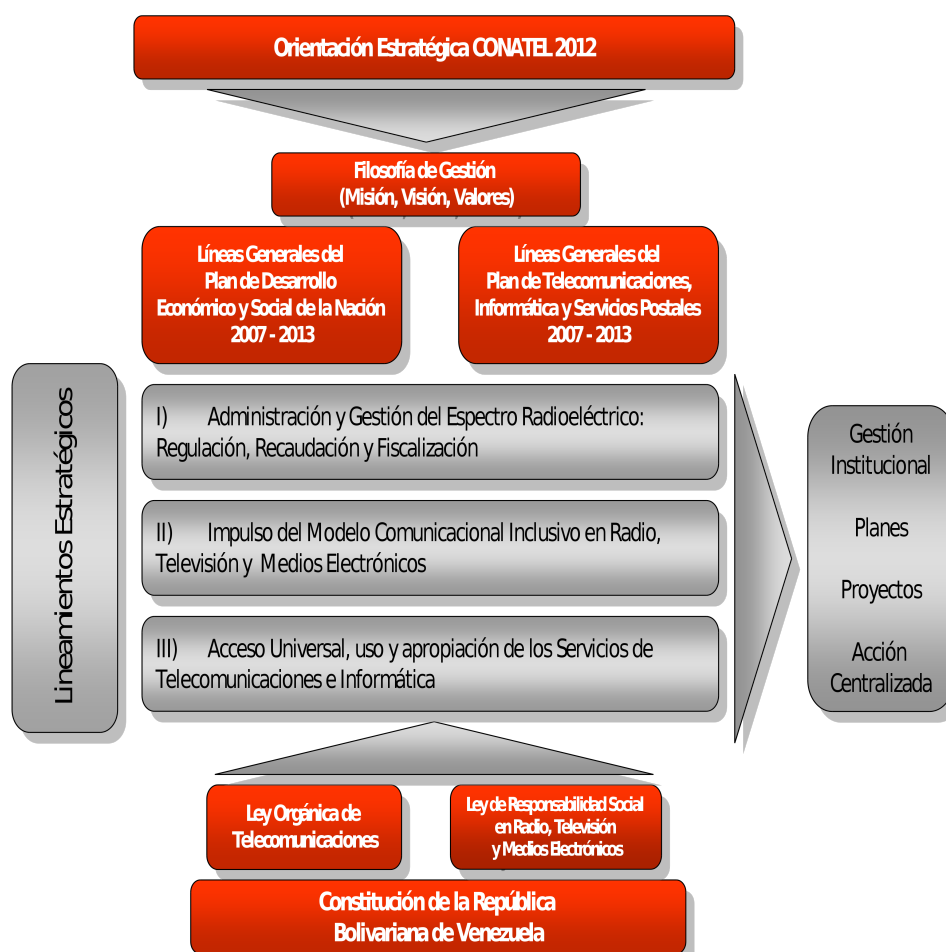 Orientación Estratégica CONATEL 2012
Filosofía de Gestión
(Misión, Visión, Valores)
Líneas Generales del
Plan de Desarrollo
Económico y Social de la Nación
2007 - 2013
Líneas Generales del
Plan de Telecomunicaciones,
Informática y Servicios Postales
2007 - 2013
Lineamientos Estratégicos
I) Administración y Gestión del Espectro Radioeléctrico:
Regulación, Recaudación y Fiscalización
II) Impulso del Modelo Comunicacional Inclusivo en Radio,
Televisión y Medios Electrónicos
III) Acceso Universal, uso y apropiación de los Servicios de
Telecomunicaciones e Informática
Gestión
Institucional
Planes
Proyectos
Acción
Centralizada
Ley Orgánica de
Telecomunicaciones
Ley de Responsabilidad Social
en Radio, Televisión
y Medios Electrónicos
Constitución de la República
Bolivariana de Venezuela